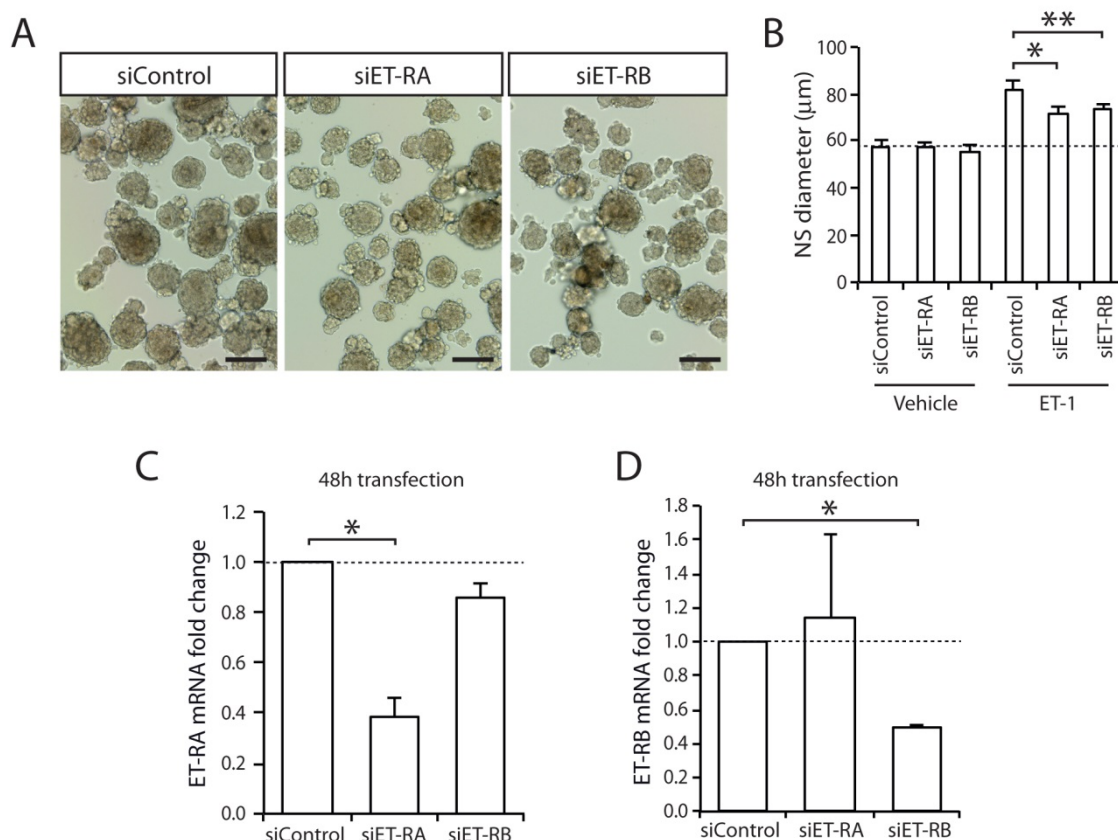 A
siControl
siET-RA
siET-RB
B
NS diameter (μm)
100
80
60
40
20
0
*
**
siControl
siET-RA
siET-RB
siControl
siET-RA
siET-RB
Vehicle
ET-1
C
48h transfection
ET-RA mRNA fold change
1.2
1.0
0.8
0.6
0.4
0.2
0.0
*
siControl
siET-RA
siET-RB
D
48h transfection
ET-RB mRNA fold change
1.8
1.6
1.4
1.2
1.0
0.8
0.6
0.4
0.2
0.0
*
siControl
siET-RA
siET-RB